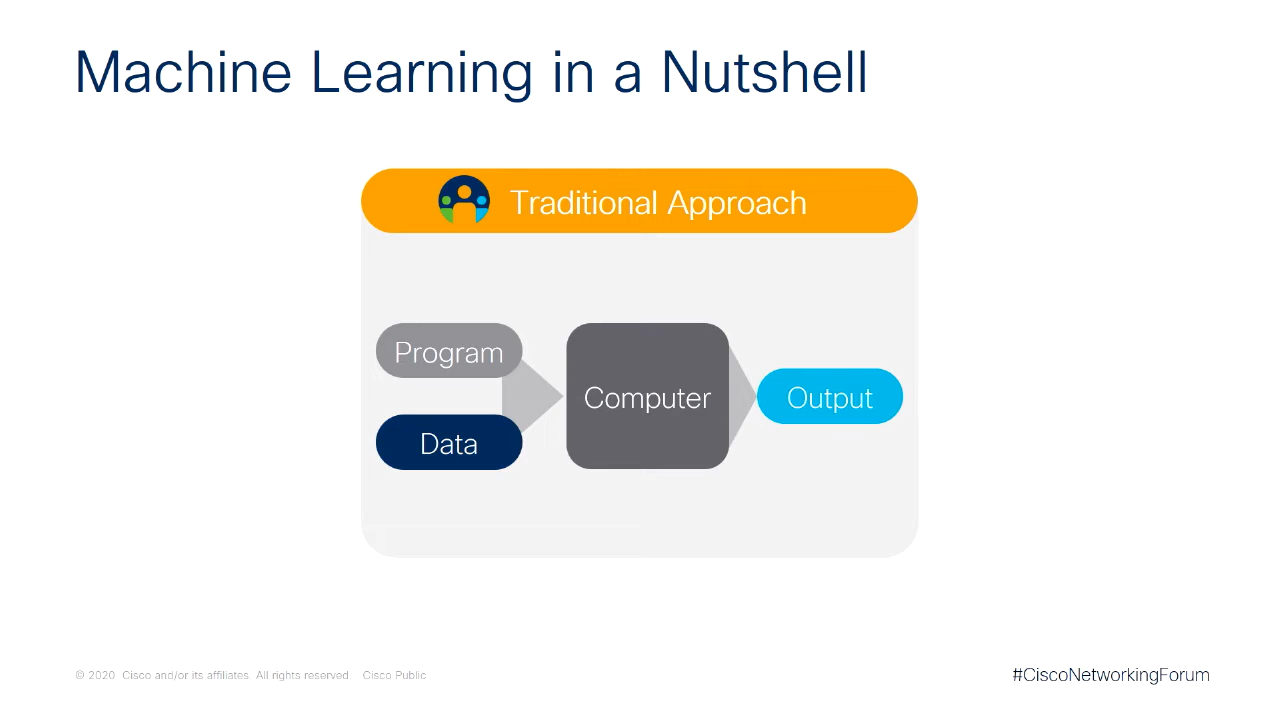 Machine Learning in a Nutshell
Traditional Approach
Program
Data
Computer
Output
© 2020 Cisco and/or its affiliates. All rights reserved. Cisco Public
#CiscoNetworkingForum